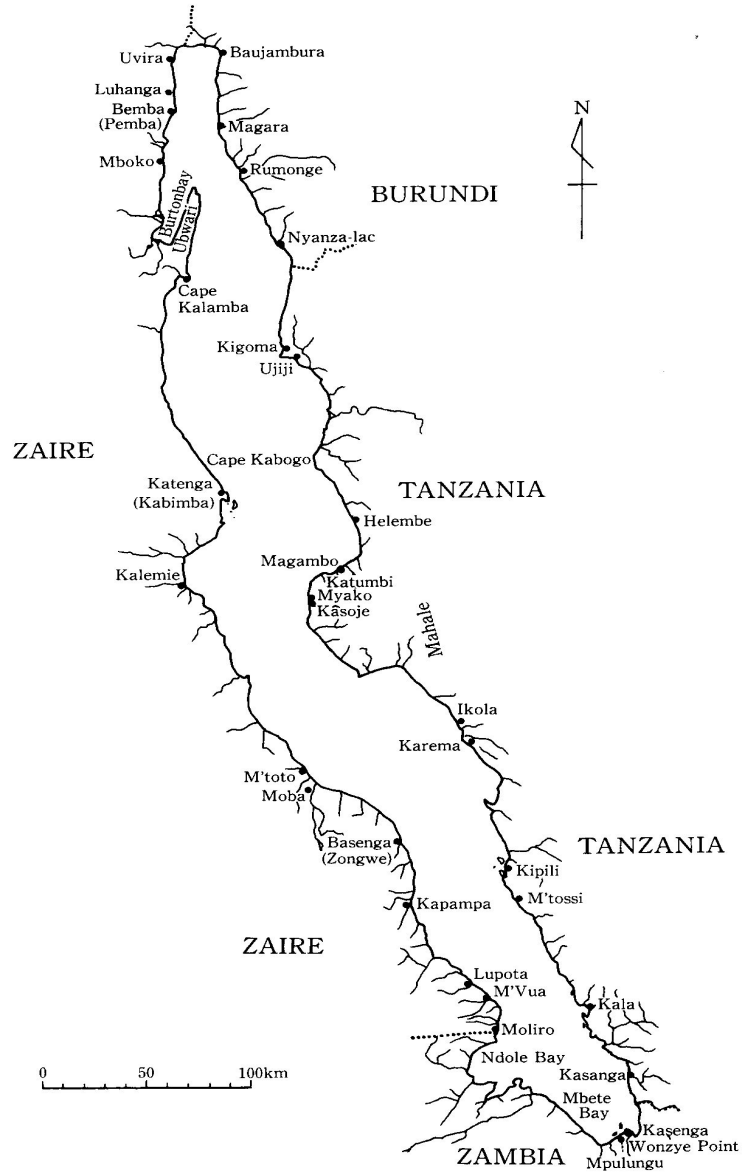 Uvira
Baujambura
Luhanga
Bemba
(Pemba)
Magara
N
Mboko
Rumonge
BURUNDI
Burtonbay
Ubwari
Nyanza-lac
Cape
Kalamba
Kigoma
Ujiji
ZAIRE
Cape Kabogo
Katenga
(Kabimba)
TANZANIA
Helembe
Magambo
Katumbi
Kalemie
Myako
Kasoje
Mahale
Ikola
Karema
M'toto
Moba
Basenga
(Zongwe)
TANZANIA
Kipili
M'tossi
Kapampa
ZAIRE
Lupota
M'Vua
Kala
Moliro
Ndole Bay
Kasanga
0 50 100km
Mbete
Bay
Kasenga
Wonzye Point
ZAMBIA
Mpulungu